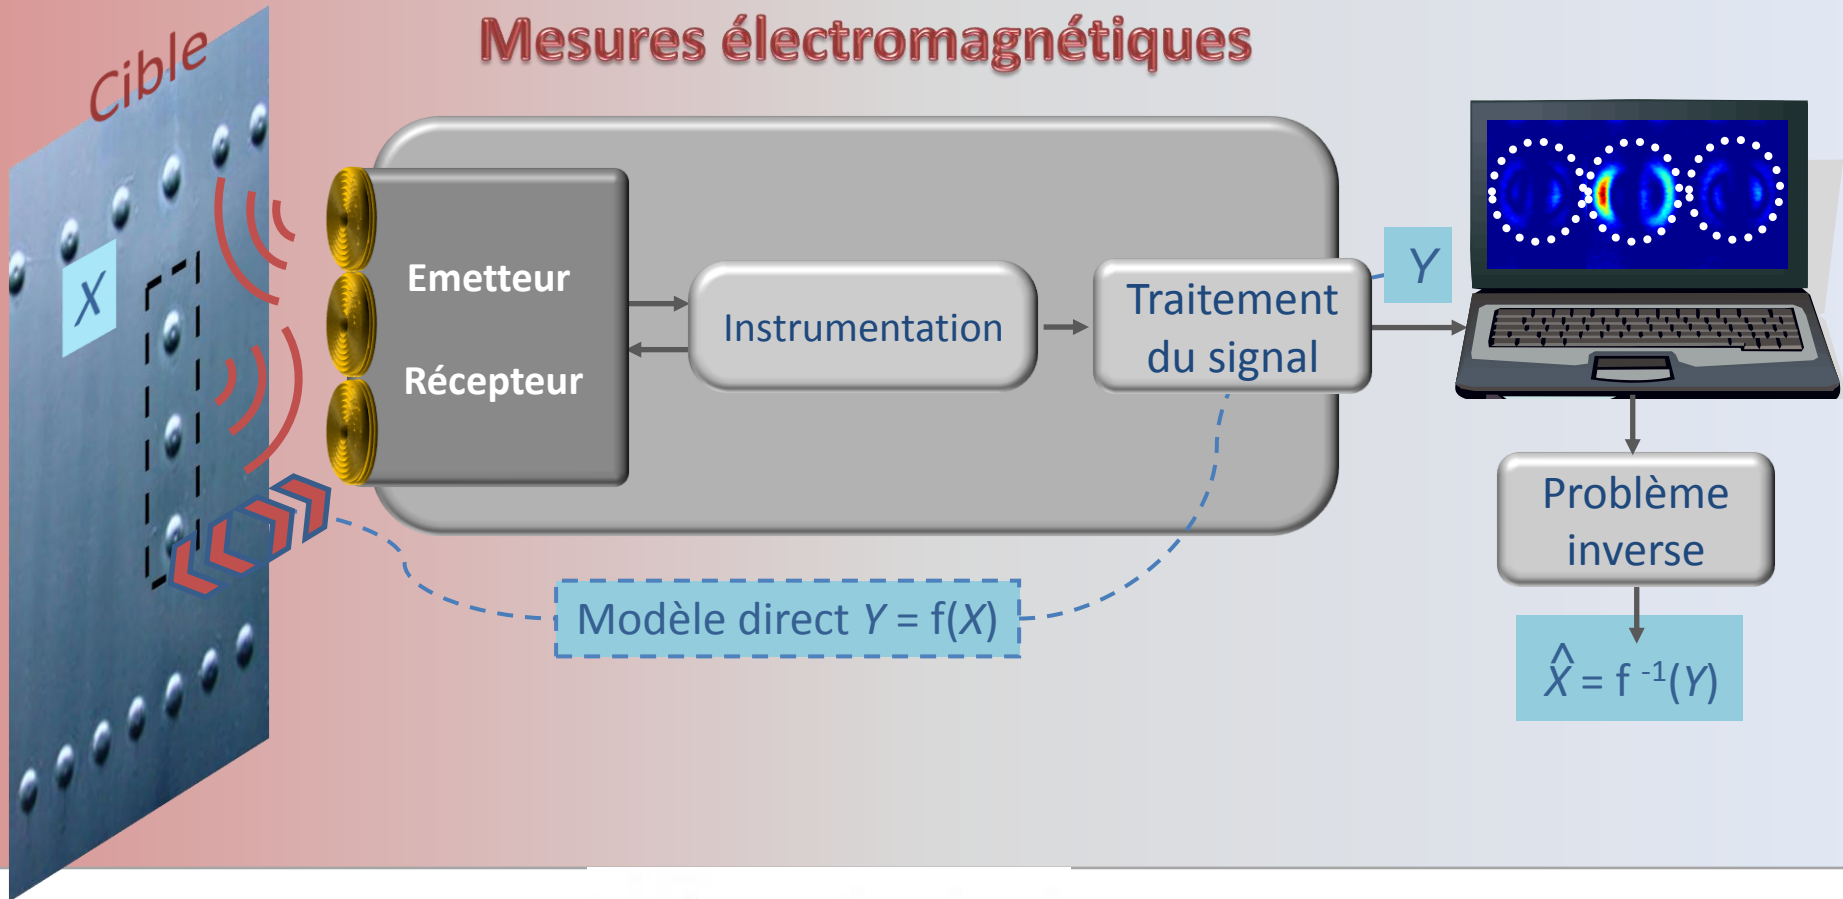 Mesures électromagnétiques
Cible
X
Emetteur
Récepteur
Instrumentation
Traitement
du signal
Y
Problème
inverse
Modèle direct Y = f(X)
X̂ = f ⁻¹(Y)